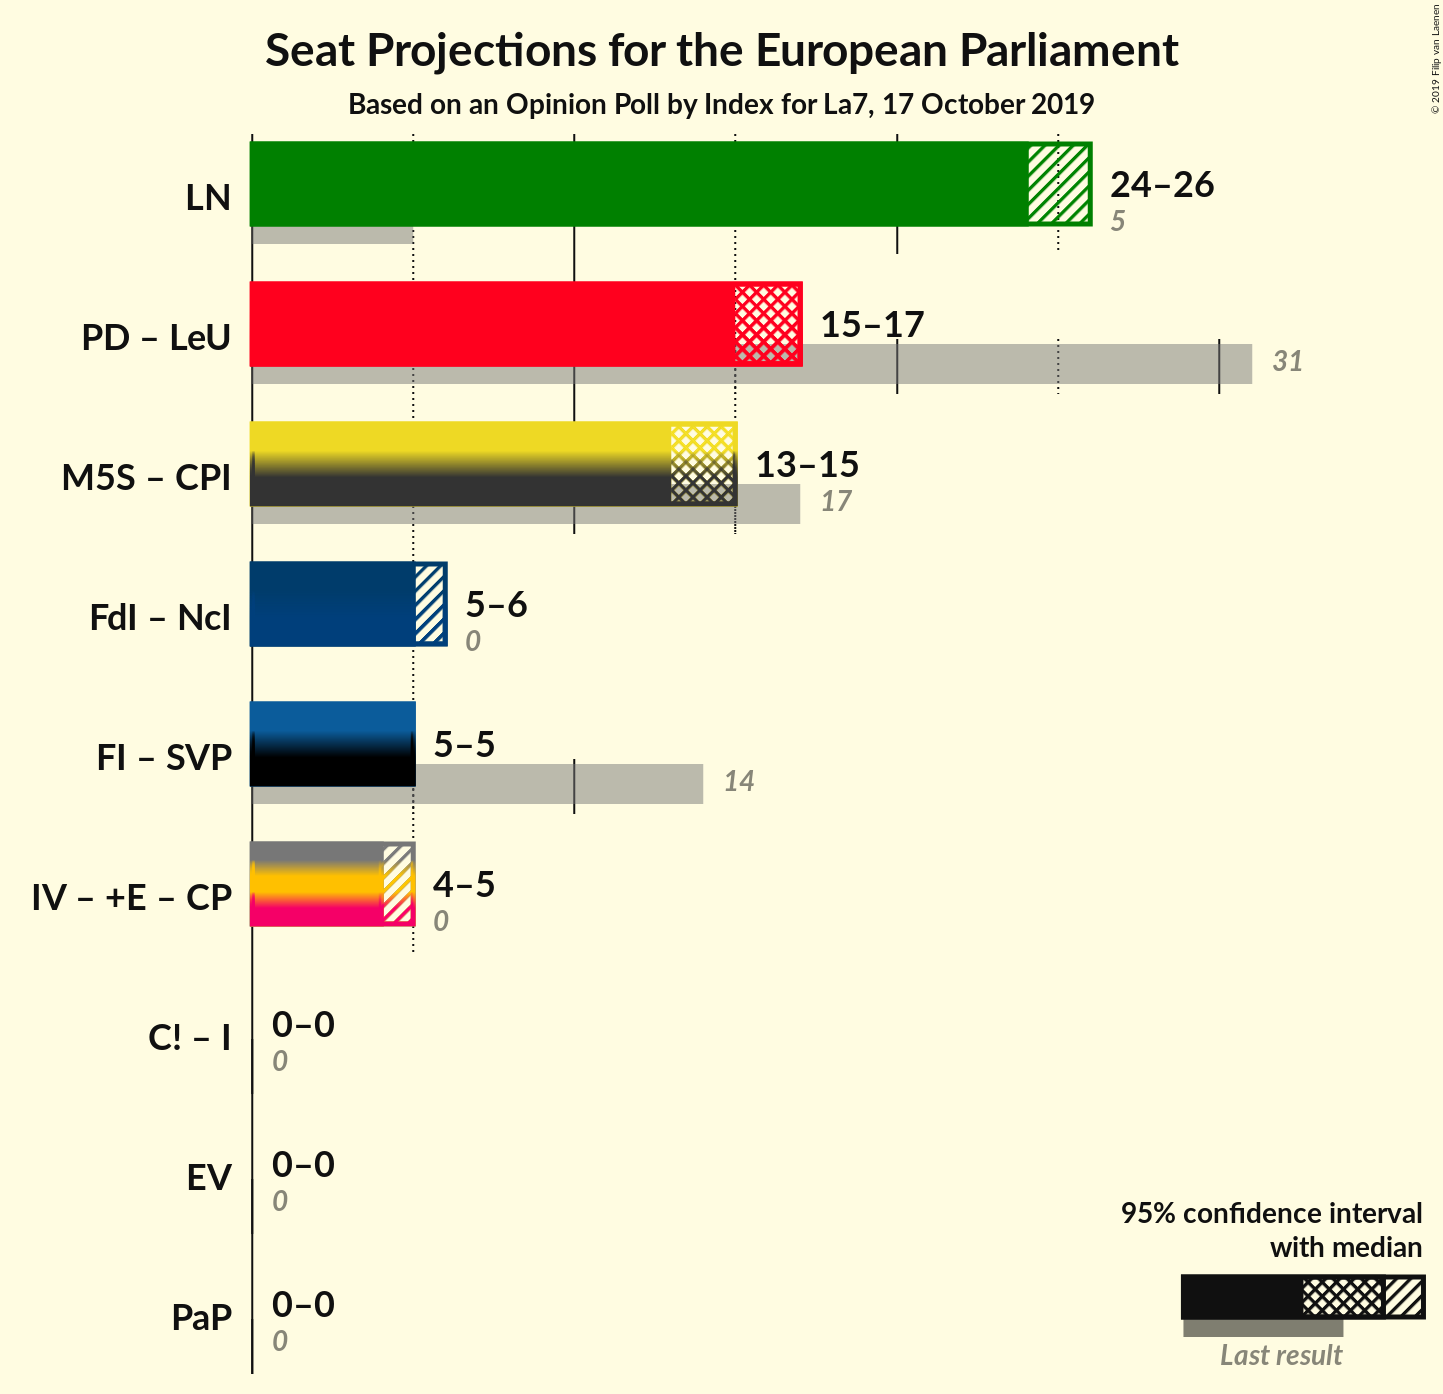 Seat Projections for the European Parliament
Based on an Opinion Poll by Index for La7, 17 October 2019
© 2019 Filip van Laenen
LN
24–26
5
PD – LeU
15–17
31
M5S – CPI
13–15
17
FdI – NcI
5–6
0
FI – SVP
5–5
14
IV – +E – CP
4–5
0
C! – I
0–0
0
EV
0–0
0
PaP
0–0
0
95% confidence interval
with median
Last result